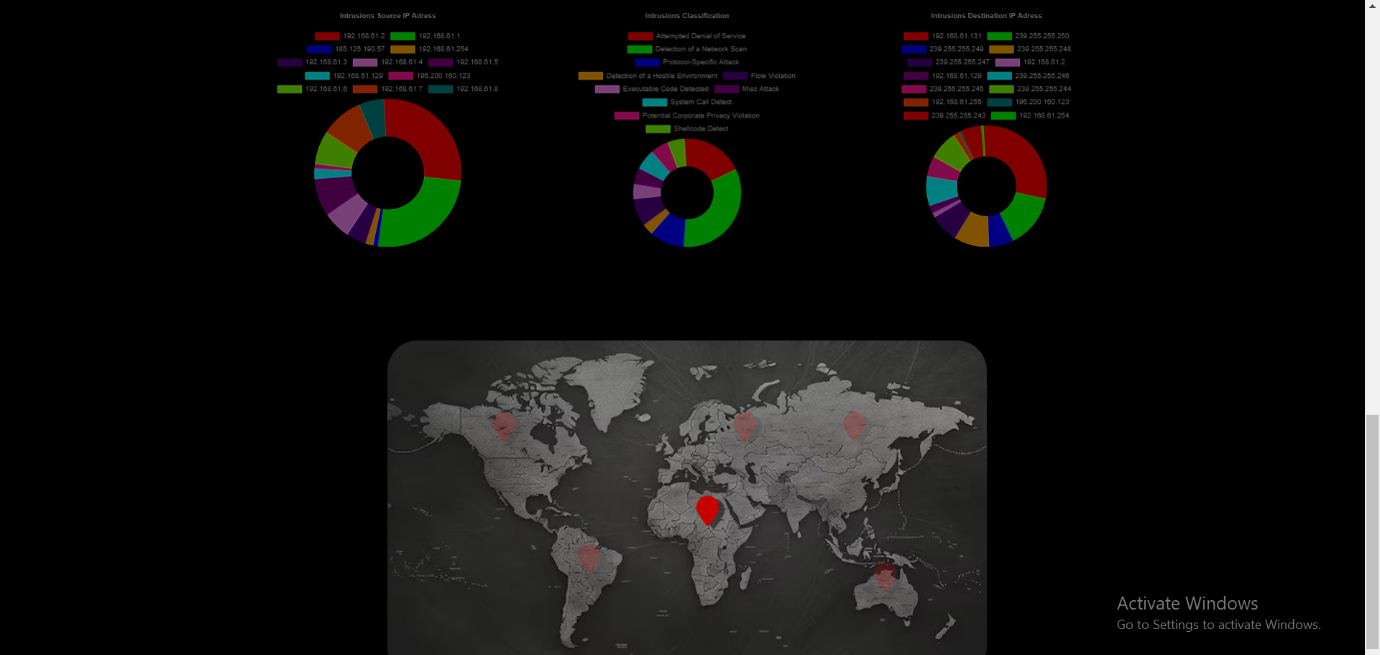 Intrusions Source IP Adress
192.168.61.2 192.168.61.1
185.125.190.57 192.168.61.254
192.168.61.3 192.168.61.4 192.168.61.5
192.168.61.129 196.200.160.123
192.168.61.6 192.168.61.7 192.168.61.8
Intrusions Classification
Attempted Denial of Service
Detection of a Network Scan
Protocol-Specific Attack
Detection of a Hostile Environment Flow Violation
Executable Code Detected Misc Attack
System Call Detect
Potential Corporate Privacy Violation
Shellcode Detect
Intrusions Destination IP Adress
192.168.61.131 239.255.255.250
239.255.255.249 239.255.255.248
239.255.255.247 192.168.61.2
192.168.61.129 239.255.255.246
239.255.255.245 239.255.255.244
192.168.61.255 196.200.160.123
239.255.255.243 192.168.61.254
Activate Windows
Go to Settings to activate Windows.